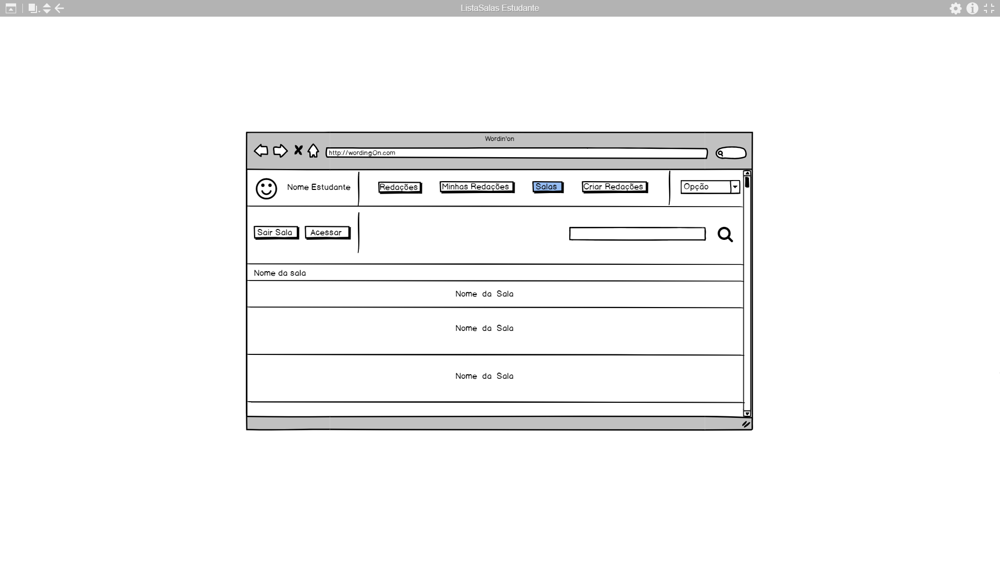 ListaSalas Estudante
Wordin'on
http://wordingOn.com
Nome Estudante
Redações
Minhas Redações
Salas
Criar Redações
Opção
Sair Sala
Acessar
Nome da sala
Nome da Sala
Nome da Sala
Nome da Sala